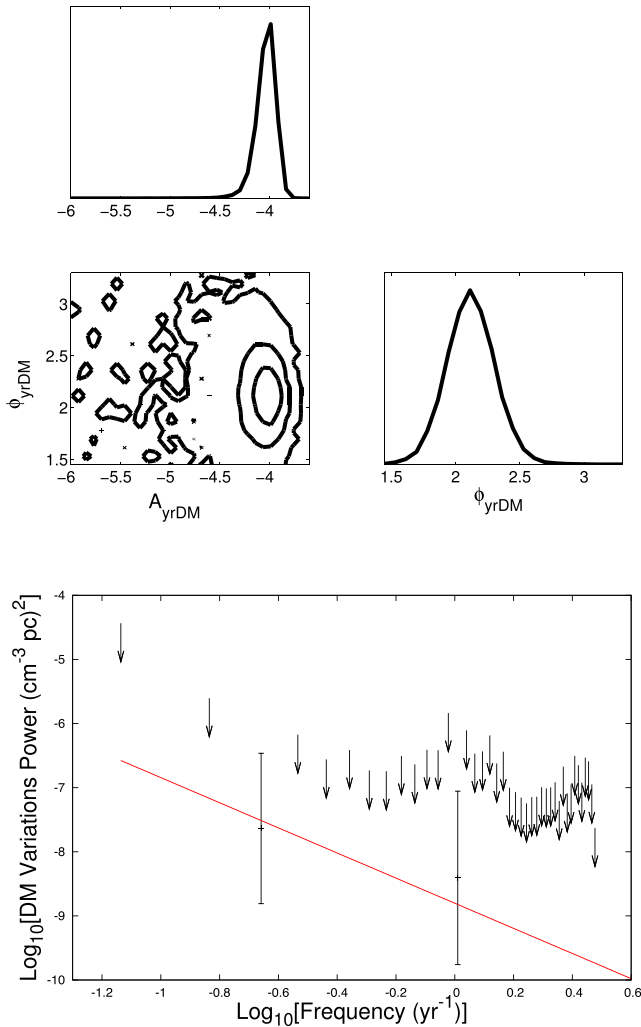 −6 −5.5 −5 −4.5 −4
3
2.5
2
1.5
ϕyrDM
−6 −5.5 −5 −4.5 −4
AyrDM
1.5 2 2.5 3
ϕyrDM
-4
-5
-6
-7
-8
-9
-10
Log10[DM Variations Power (cm-3 pc)2]
-1.2 -1 -0.8 -0.6 -0.4 -0.2 0 0.2 0.4 0.6
Log10[Frequency (yr-1)]